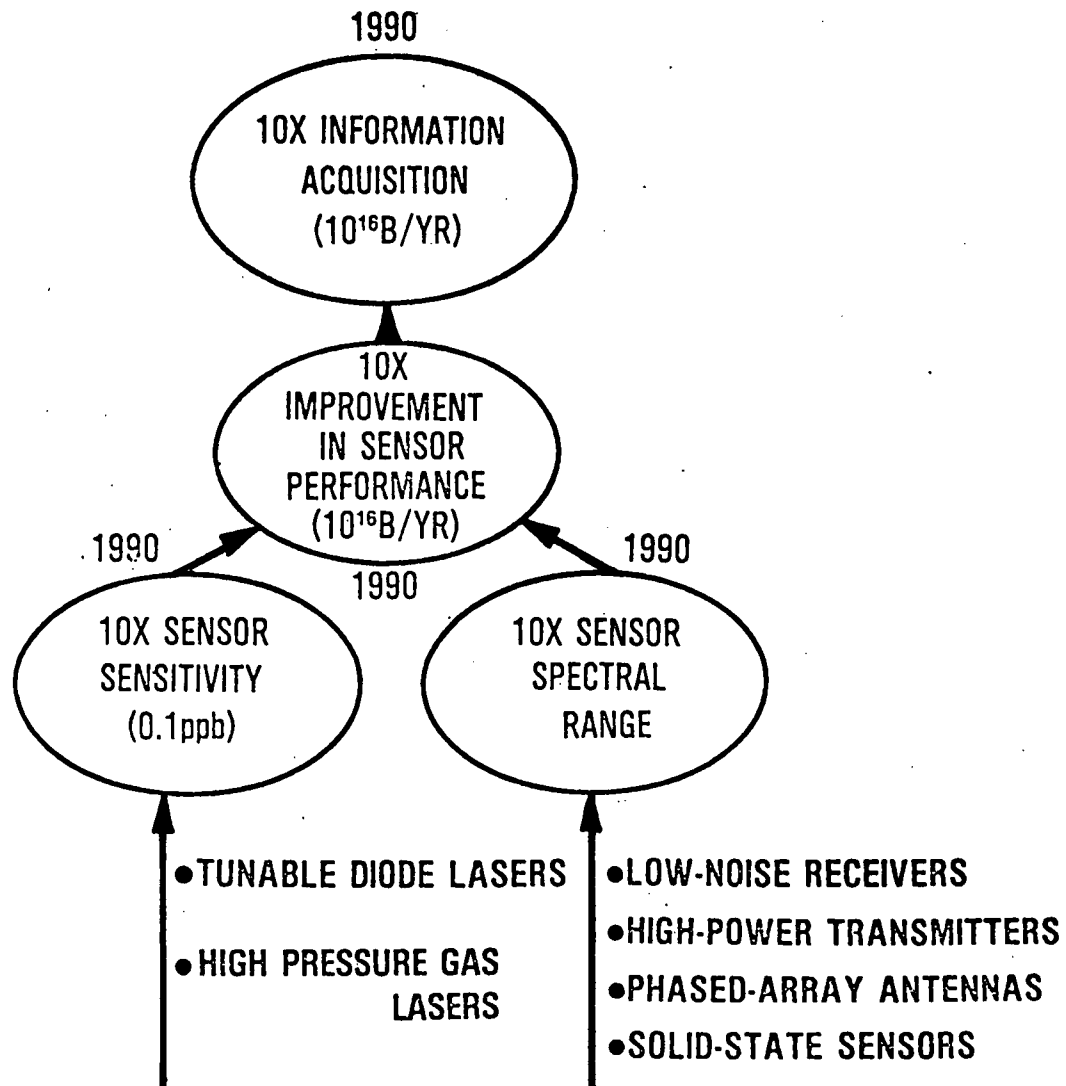 1990
10X INFORMATION
ACQUISITION
(10¹⁶B/YR)
10X
IMPROVEMENT
IN SENSOR
PERFORMANCE
(10¹⁶B/YR)
1990
1990
10X SENSOR
SENSITIVITY
(0.1ppb)
1990
10X SENSOR
SPECTRAL
RANGE
●TUNABLE DIODE LASERS
●HIGH PRESSURE GAS
LASERS
●LOW-NOISE RECEIVERS
●HIGH-POWER TRANSMITTERS
●PHASED-ARRAY ANTENNAS
●SOLID-STATE SENSORS